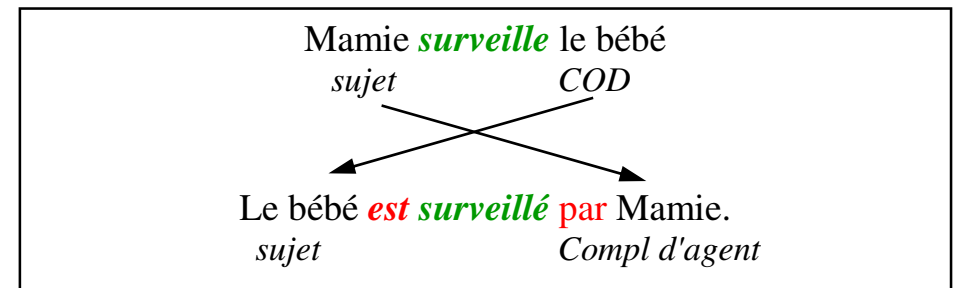 Mamie surveille le bébé
sujet COD
Le bébé est surveillé par Mamie.
sujet Compl d'agent